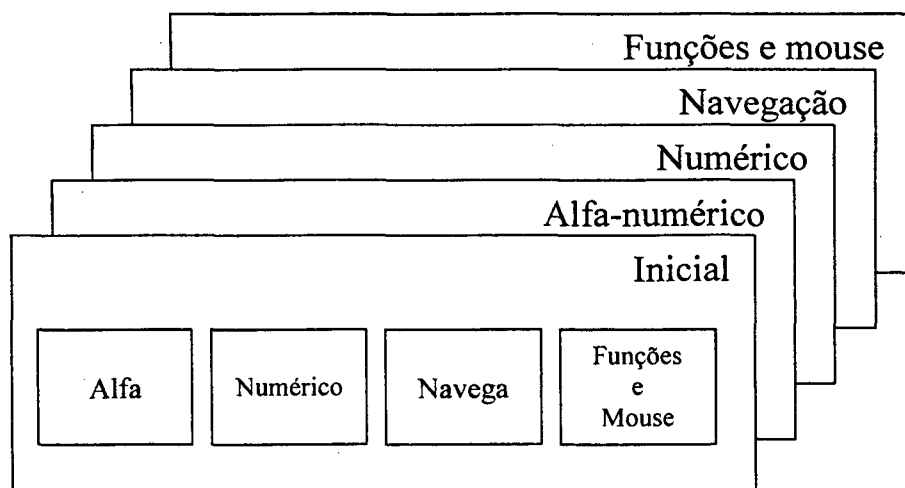 Funções e mouse
Navegação
Numérico
Alfa-numérico
Inicial
Alfa
Numérico
Navega
Funções
e
Mouse